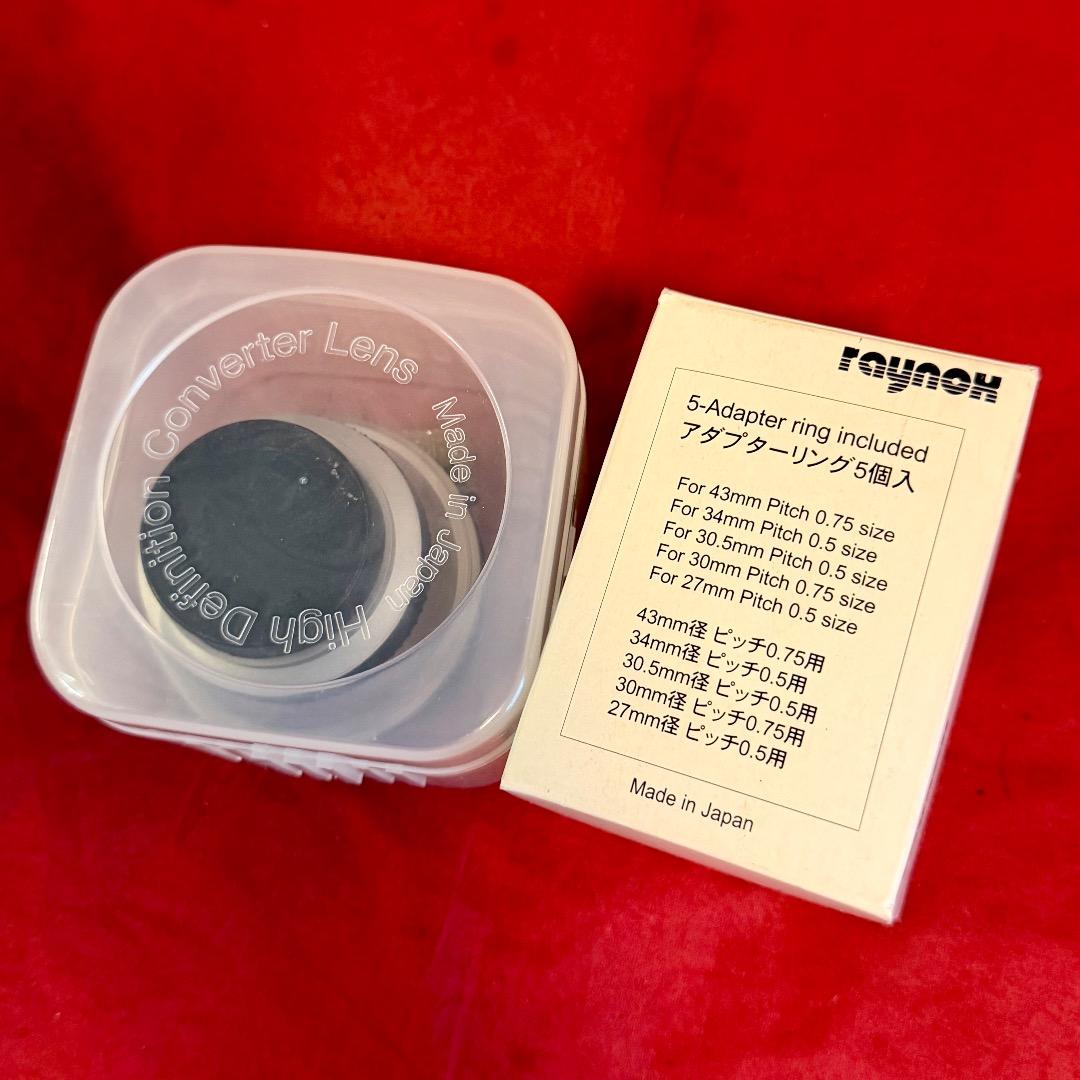 High Definition Converter Lens
Made in Japan
raynox
5-Adapter ring included
アダプターリング5個入
For 43mm Pitch 0.75 size
For 34mm Pitch 0.5 size
For 30.5mm Pitch 0.5 size
For 30mm Pitch 0.75 size
For 27mm Pitch 0.5 size
43mm径 ピッチ0.75用
34mm径 ピッチ0.5用
30.5mm径 ピッチ0.5用
30mm径 ピッチ0.75用
27mm径 ピッチ0.5用
Made in Japan